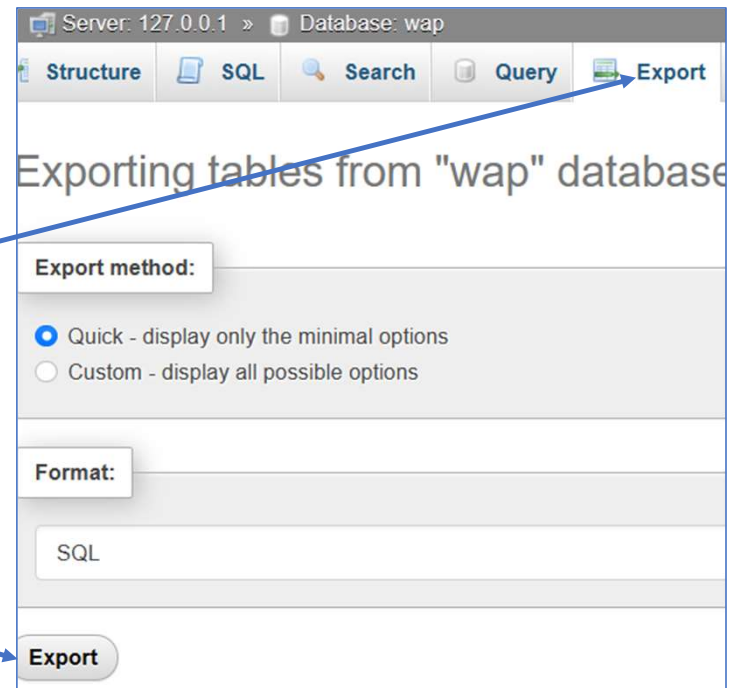 Server: 127.0.0.1 » Database: wap
Structure SQL Search Query Export
Exporting tables from "wap" database
Export method:
Quick - display only the minimal options
Custom - display all possible options
Format:
SQL
Export